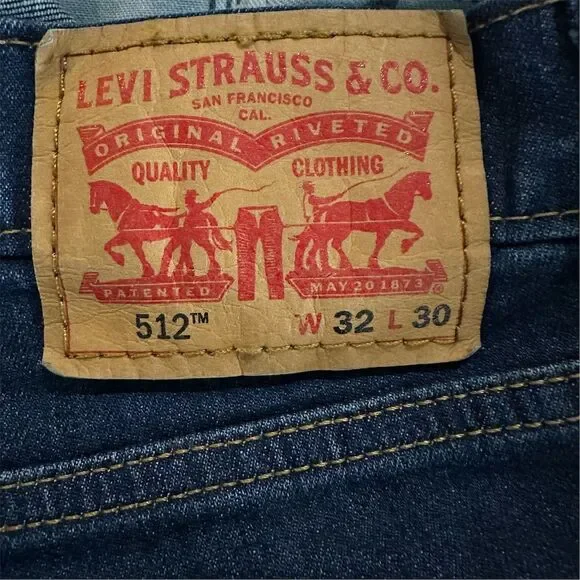 LEVI STRAUSS & CO.
SAN FRANCISCO
CAL.
ORIGINAL RIVETED
QUALITY CLOTHING
PATENTED MAY 20 1873 ®
512™ W 32 L 30